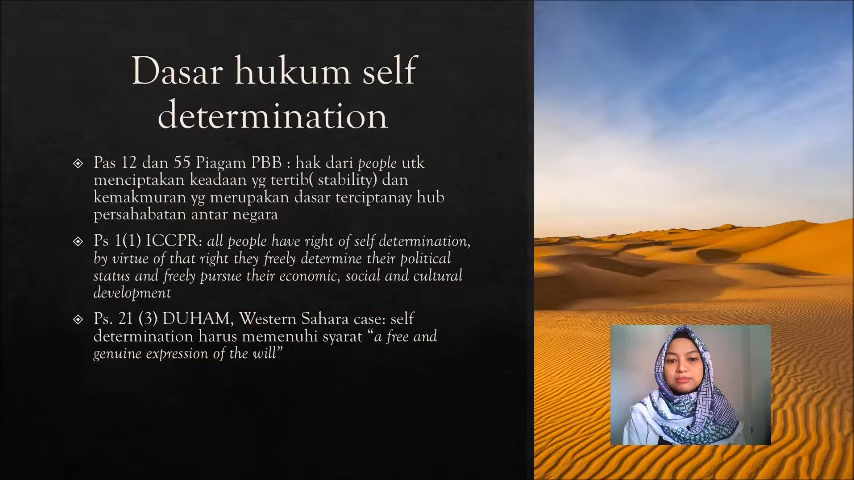 Dasar hukum self
determination
Pas 12 dan 55 Piagam PBB : hak dari people utk
menciptakan keadaan yg tertib( stability) dan
kemakmuran yg merupakan dasar terciptanay hub
persahabatan antar negara
Ps 1(1) ICCPR: all people have right of self determination,
by virtue of that right they freely determine their political
status and freely pursue their economic, social and cultural
development
Ps. 21 (3) DUHAM, Western Sahara case: self
determination harus memenuhi syarat “a free and
genuine expression of the will”